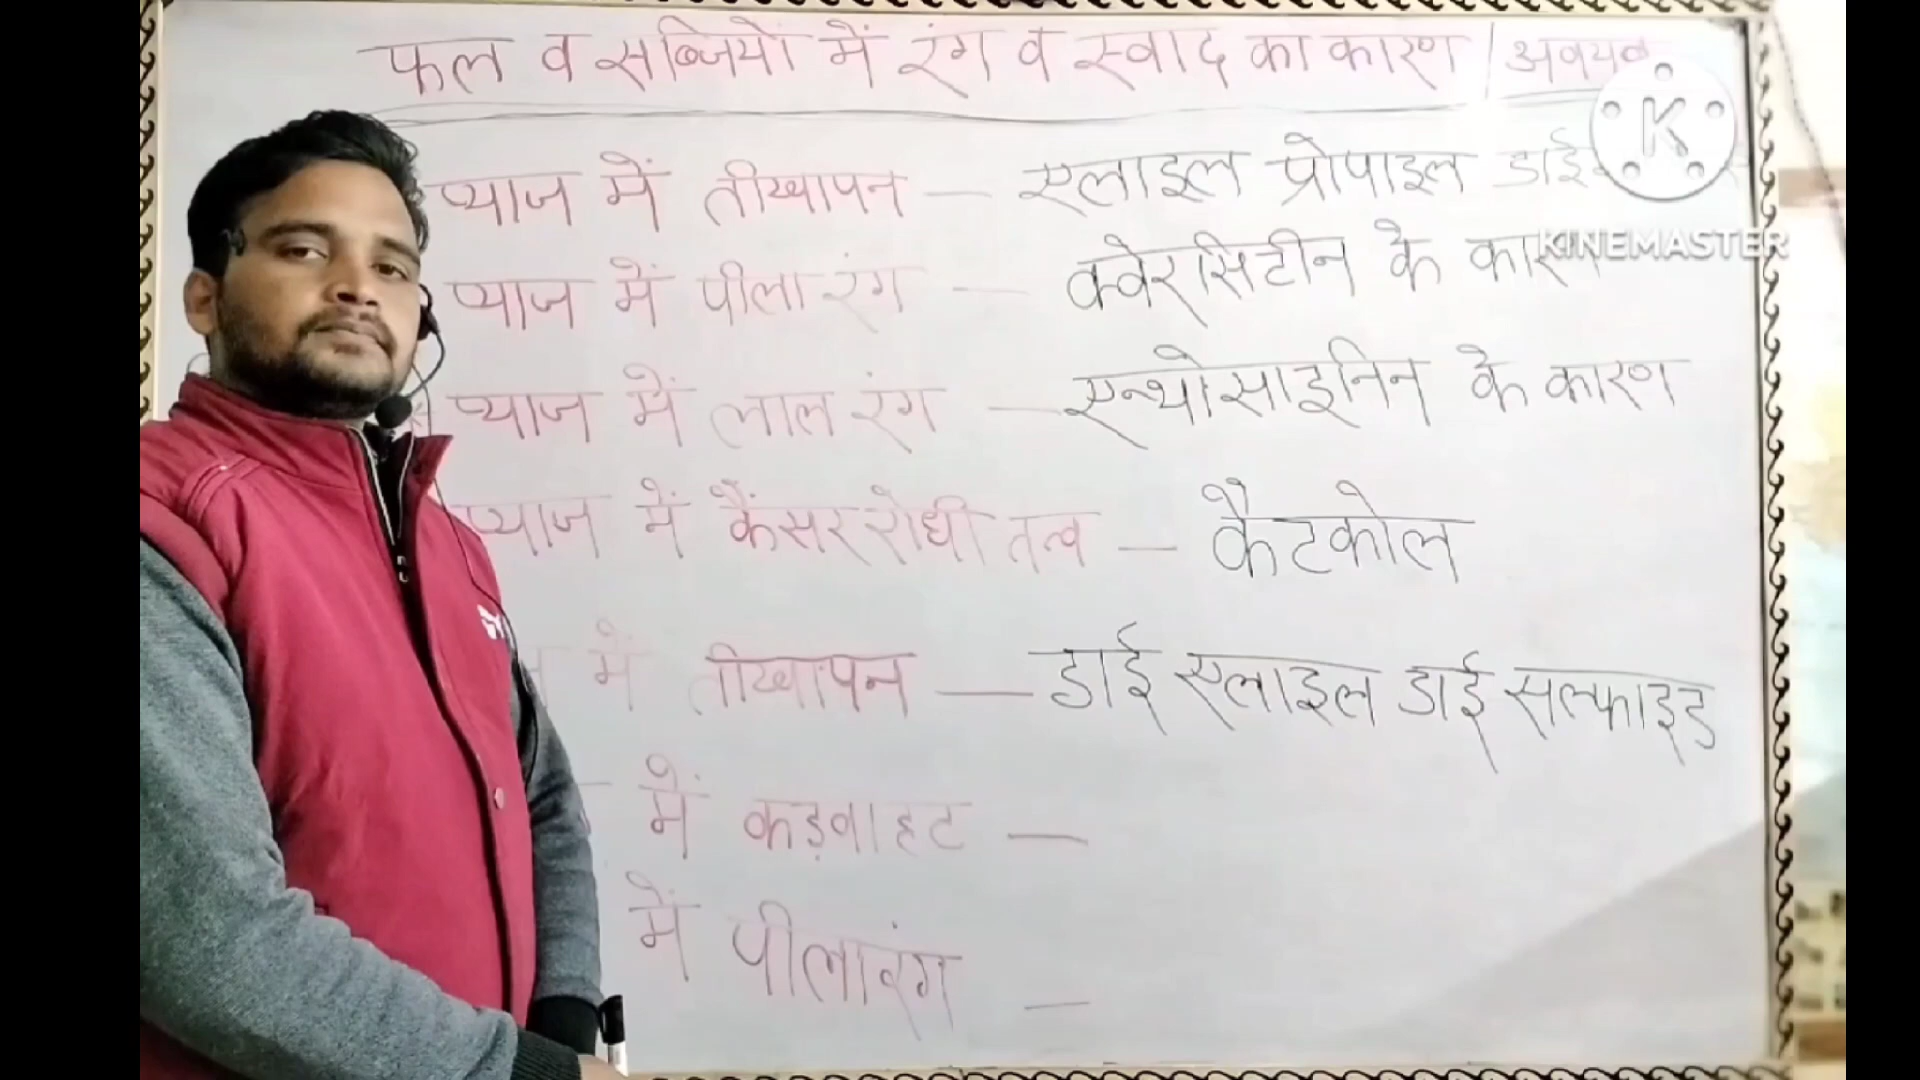 फल व सब्जियों में रंग व स्वाद का कारण / अवयव
प्याज में तीखापन — एलाइल प्रोपाइल
प्याज में पीला रंग — क्वेरसिटीन के कारण
प्याज में लाल रंग — एन्थोसाइनिन के कारण
प्याज में कैंसर रोधी तत्व — कैटकोल
में तीखापन — डाई एलाइल डाई सल्फाइड
में कड़वाहट —
में पीला रंग —
K
KINEMASTER